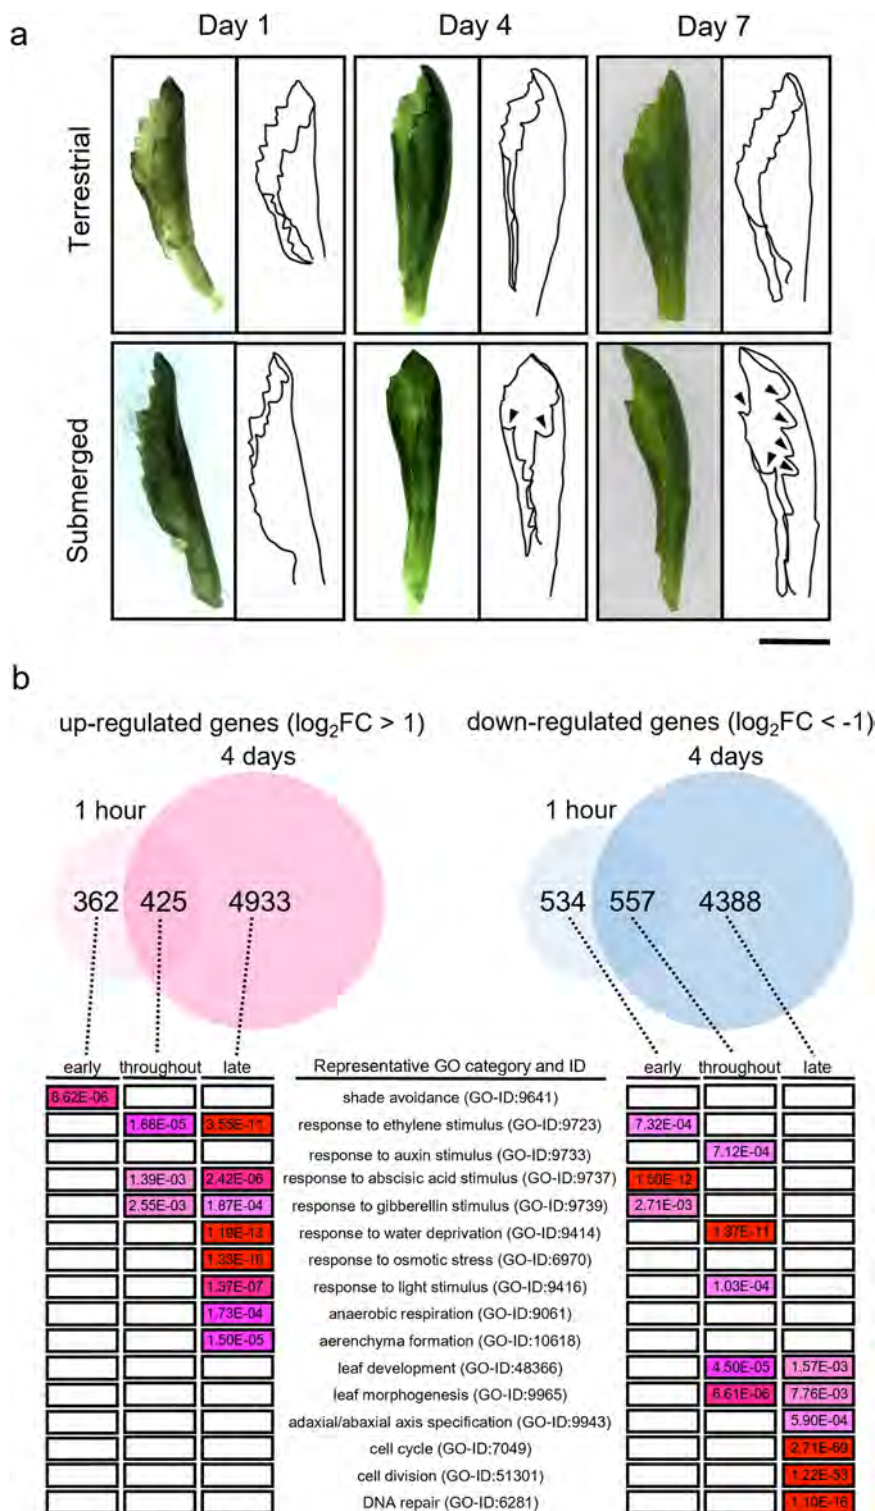 a
Day 1 Day 4 Day 7
Terrestrial
Submerged
b
up-regulated genes (log2FC > 1) down-regulated genes (log2FC < -1)
4 days 4 days
1 hour 1 hour
362 425 4933 534 557 4388
early throughout late Representative GO category and ID early throughout late
8.62E-06 shade avoidance (GO-ID:9641)
1.68E-05 3.55E-11 response to ethylene stimulus (GO-ID:9723) 7.32E-04
response to auxin stimulus (GO-ID:9733) 7.12E-04
1.39E-03 2.42E-06 response to abscisic acid stimulus (GO-ID:9737) 1.50E-12
2.55E-03 1.87E-04 response to gibberellin stimulus (GO-ID:9739) 2.71E-03
1.19E-13 response to water deprivation (GO-ID:9414) 1.37E-11
1.33E-16 response to osmotic stress (GO-ID:6970)
1.37E-07 response to light stimulus (GO-ID:9416) 1.03E-04
1.73E-04 anaerobic respiration (GO-ID:9061)
1.50E-05 aerenchyma formation (GO-ID:10618)
leaf development (GO-ID:48366) 4.50E-05 1.57E-03
leaf morphogenesis (GO-ID:9965) 6.61E-06 7.76E-03
adaxial/abaxial axis specification (GO-ID:9943) 5.90E-04
cell cycle (GO-ID:7049) 2.71E-69
cell division (GO-ID:51301) 1.22E-53
DNA repair (GO-ID:6281) 1.10E-16